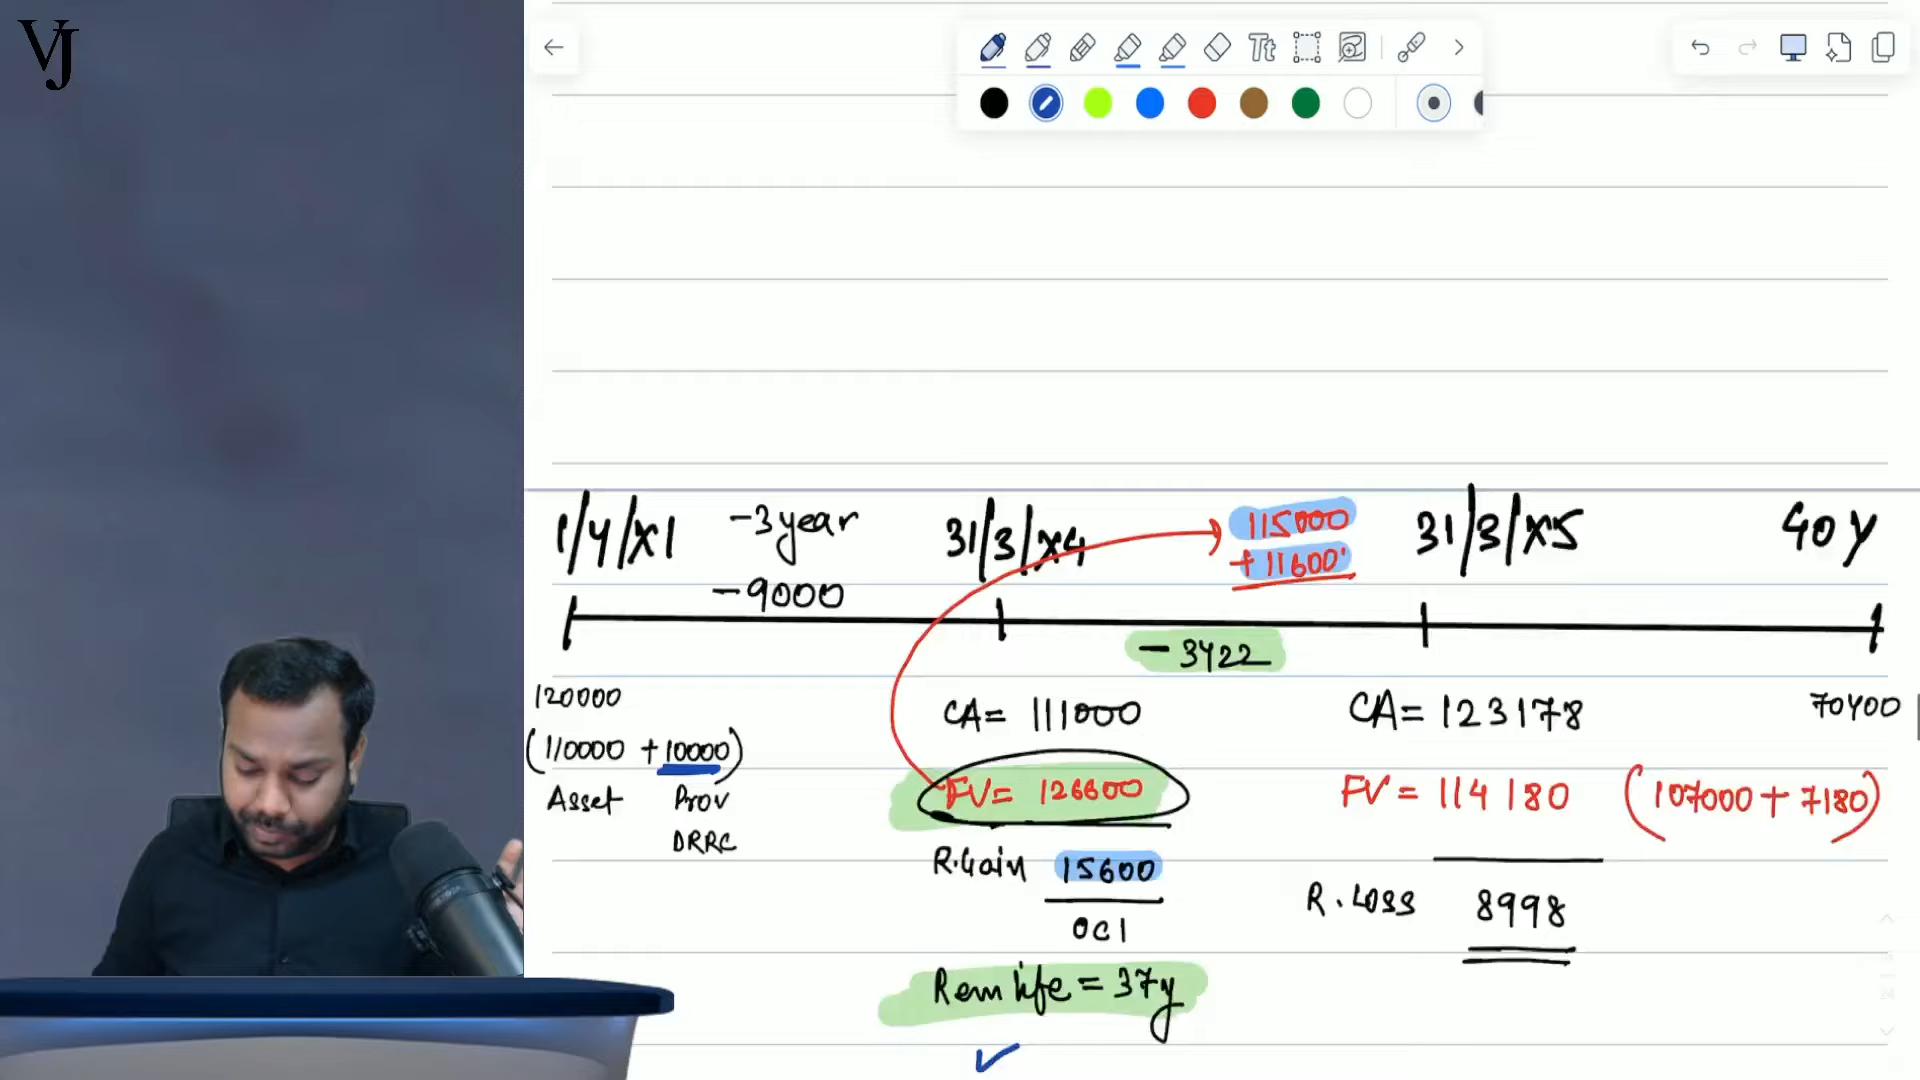 VJ
Tt
1/4/X1 -3year 31/3/X4 115000 31/3/X5 40 Y
-9000 +11600
- 3422
120000 CA= 111000 CA= 123178 70400
(110000 + 10000) FV= 126600 FV = 114180 (107000 + 7180)
Asset Prov
DRRC
R.Gain 15600 R.Loss 8998
OCI
Rem life = 37y